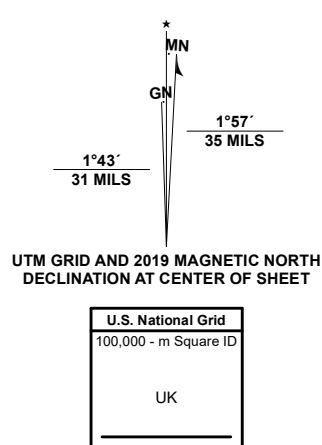 ★
MN
GN
1°57´
35 MILS
1°43´
31 MILS
UTM GRID AND 2019 MAGNETIC NORTH
DECLINATION AT CENTER OF SHEET
U.S. National Grid
100,000 - m Square ID
UK